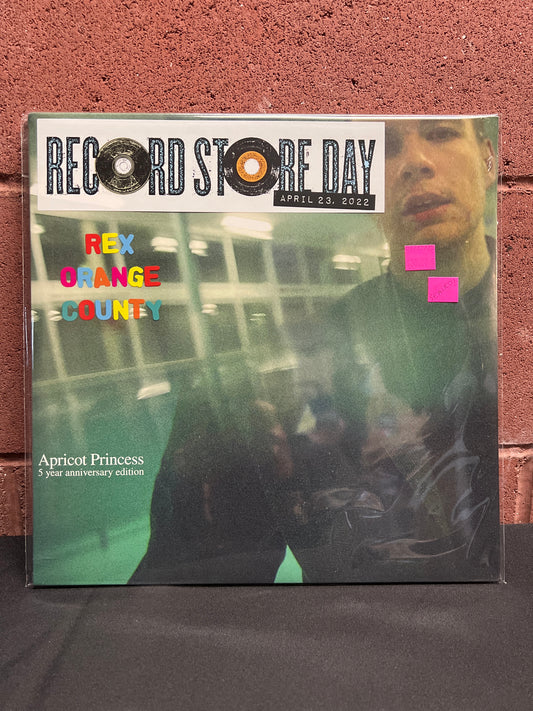 RECORD STORE DAY
APRIL 23, 2022
REX
ORANGE
COUNTY
Apricot Princess
5 year anniversary edition